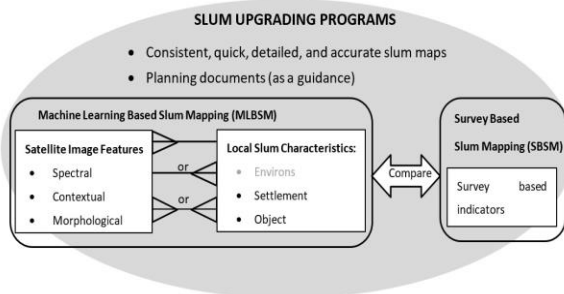 SLUM UPGRADING PROGRAMS
• Consistent, quick, detailed, and accurate slum maps
• Planning documents (as a guidance)
Machine Learning Based Slum Mapping (MLBSM)
Satellite Image Features
• Spectral
• Contextual
• Morphological
or
or
Local Slum Characteristics:
• Environs
• Settlement
• Object
Compare
Survey Based
Slum Mapping (SBSM)
Survey based
indicators